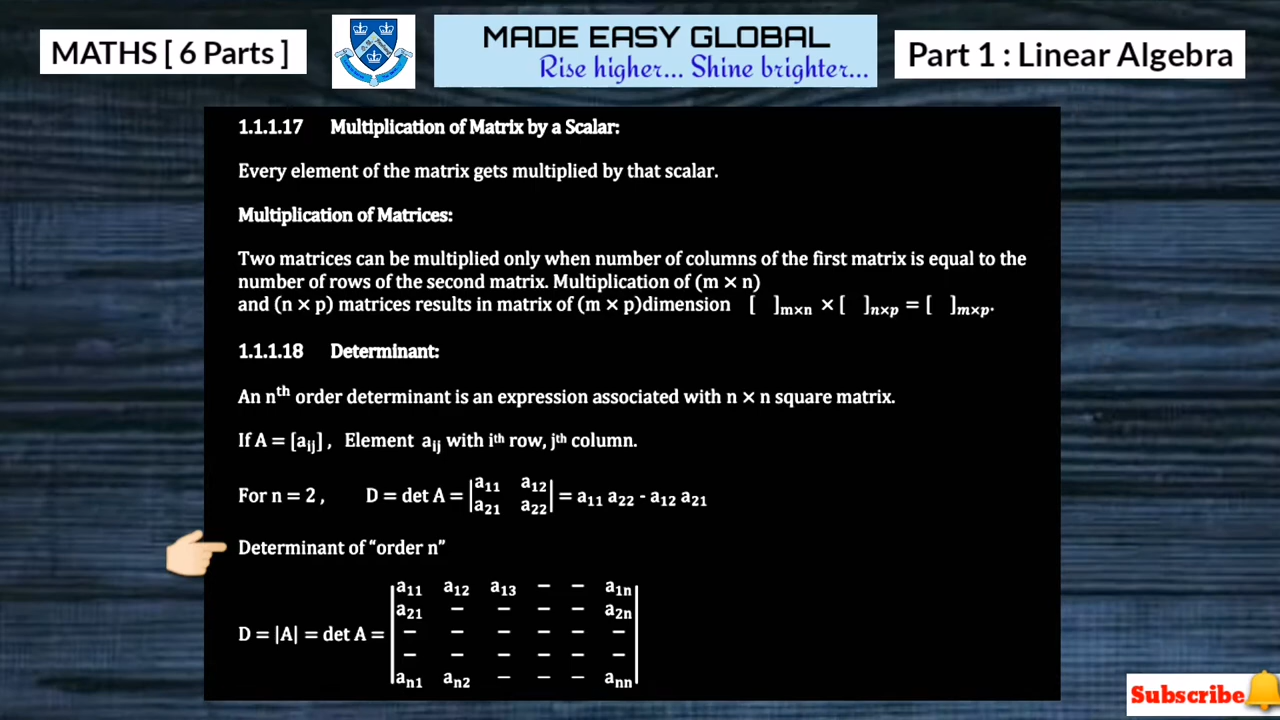 MATHS [ 6 Parts ]
MADE EASY GLOBAL
Rise higher... Shine brighter...
Part 1 : Linear Algebra
1.1.1.17 Multiplication of Matrix by a Scalar:
Every element of the matrix gets multiplied by that scalar.
Multiplication of Matrices:
Two matrices can be multiplied only when number of columns of the first matrix is equal to the
number of rows of the second matrix. Multiplication of (m × n)
and (n × p) matrices results in matrix of (m × p)dimension [ ]ₘ×ₙ × [ ]ₙ×ₚ = [ ]ₘ×ₚ.
1.1.1.18 Determinant:
An nᵗʰ order determinant is an expression associated with n × n square matrix.
If A = [aᵢⱼ] , Element aᵢⱼ with iᵗʰ row, jᵗʰ column.
For n = 2 , D = det A = |a₁₁ a₁₂|
|a₂₁ a₂₂| = a₁₁ a₂₂ - a₁₂ a₂₁
Determinant of “order n”
D = |A| = det A =
a₁₁ a₁₂ a₁₃ – – a₁ₙ
a₂₁ – – – – a₂ₙ
– – – – – –
– – – – – –
aₙ₁ aₙ₂ – – – aₙₙ
Subscribe